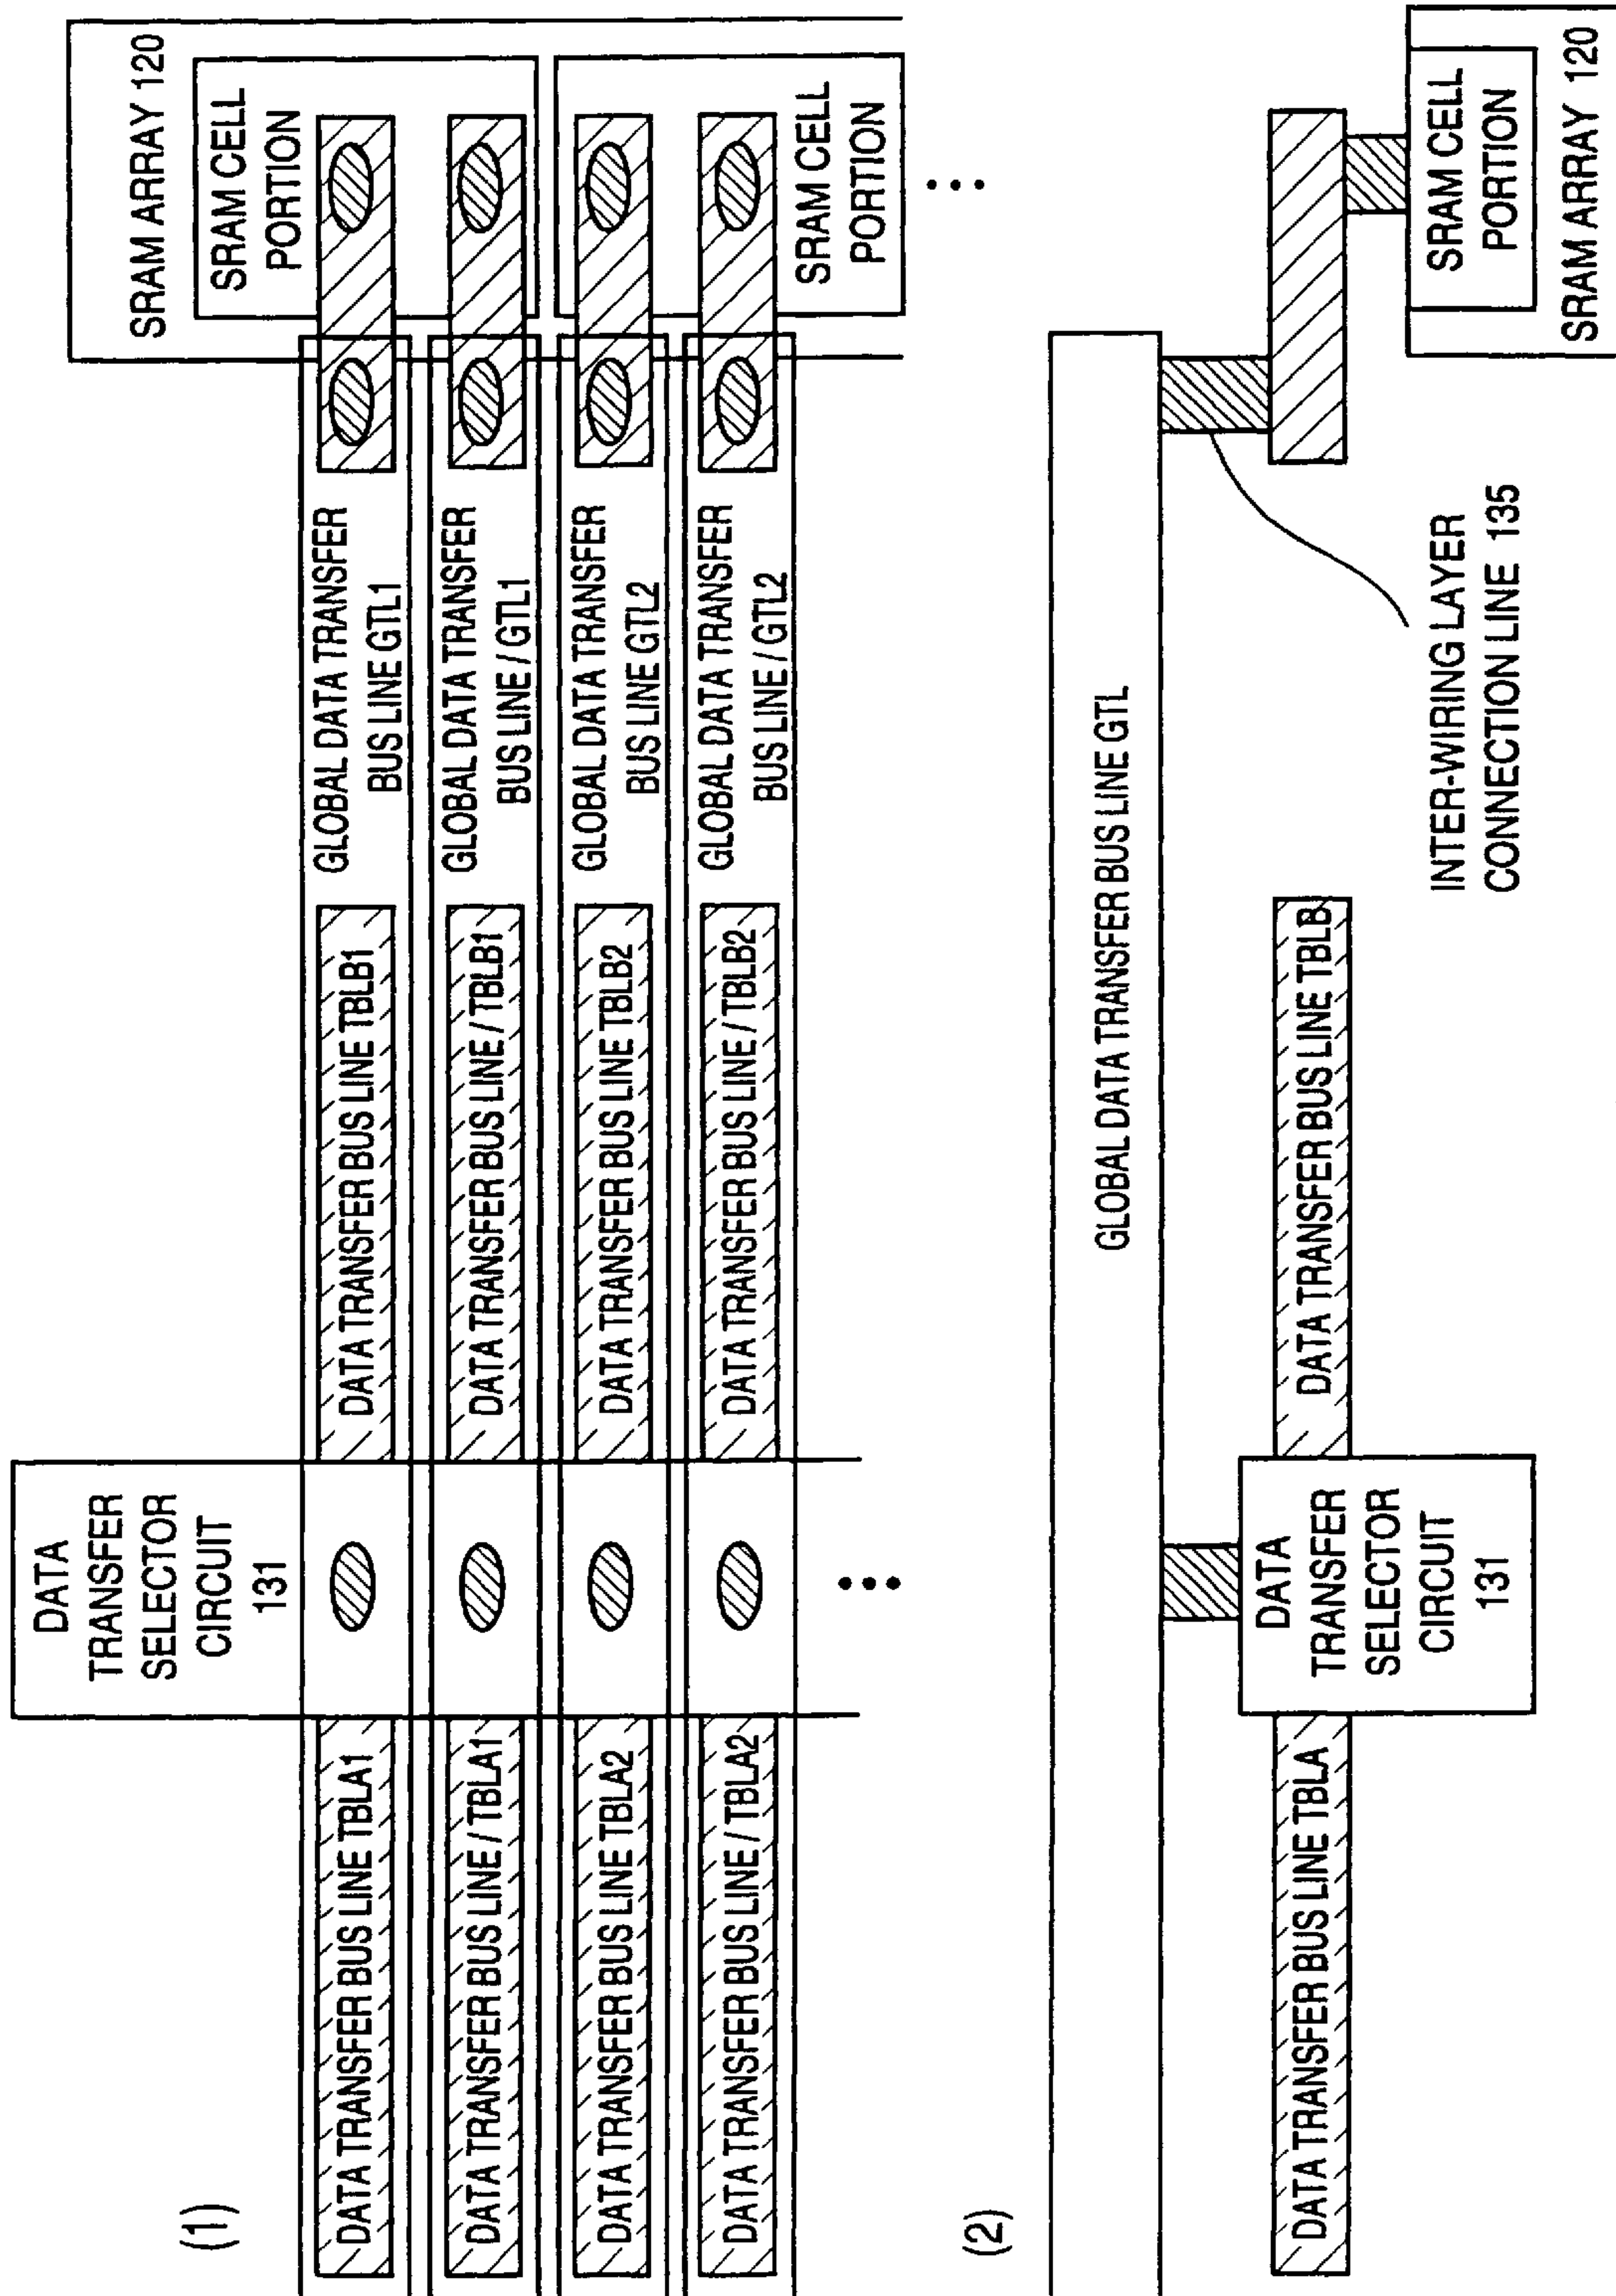 (1)
DATA
TRANSFER
SELECTOR
CIRCUIT
131
SRAM ARRAY 120
SRAM CELL
PORTION
DATA TRANSFER BUS LINE TBLA1
DATA TRANSFER BUS LINE TBLB1
GLOBAL DATA TRANSFER
BUS LINE GTL1
DATA TRANSFER BUS LINE / TBLA1
DATA TRANSFER BUS LINE / TBLB1
GLOBAL DATA TRANSFER
BUS LINE / GTL1
DATA TRANSFER BUS LINE TBLA2
DATA TRANSFER BUS LINE TBLB2
GLOBAL DATA TRANSFER
BUS LINE GTL2
DATA TRANSFER BUS LINE / TBLA2
DATA TRANSFER BUS LINE / TBLB2
GLOBAL DATA TRANSFER
BUS LINE / GTL2
SRAM CELL
PORTION
(2)
GLOBAL DATA TRANSFER BUS LINE GTL
DATA TRANSFER BUS LINE TBLA
DATA
TRANSFER
SELECTOR
CIRCUIT
131
DATA TRANSFER BUS LINE TBLB
INTER-WIRING LAYER
CONNECTION LINE 135
SRAM CELL
PORTION
SRAM ARRAY 120